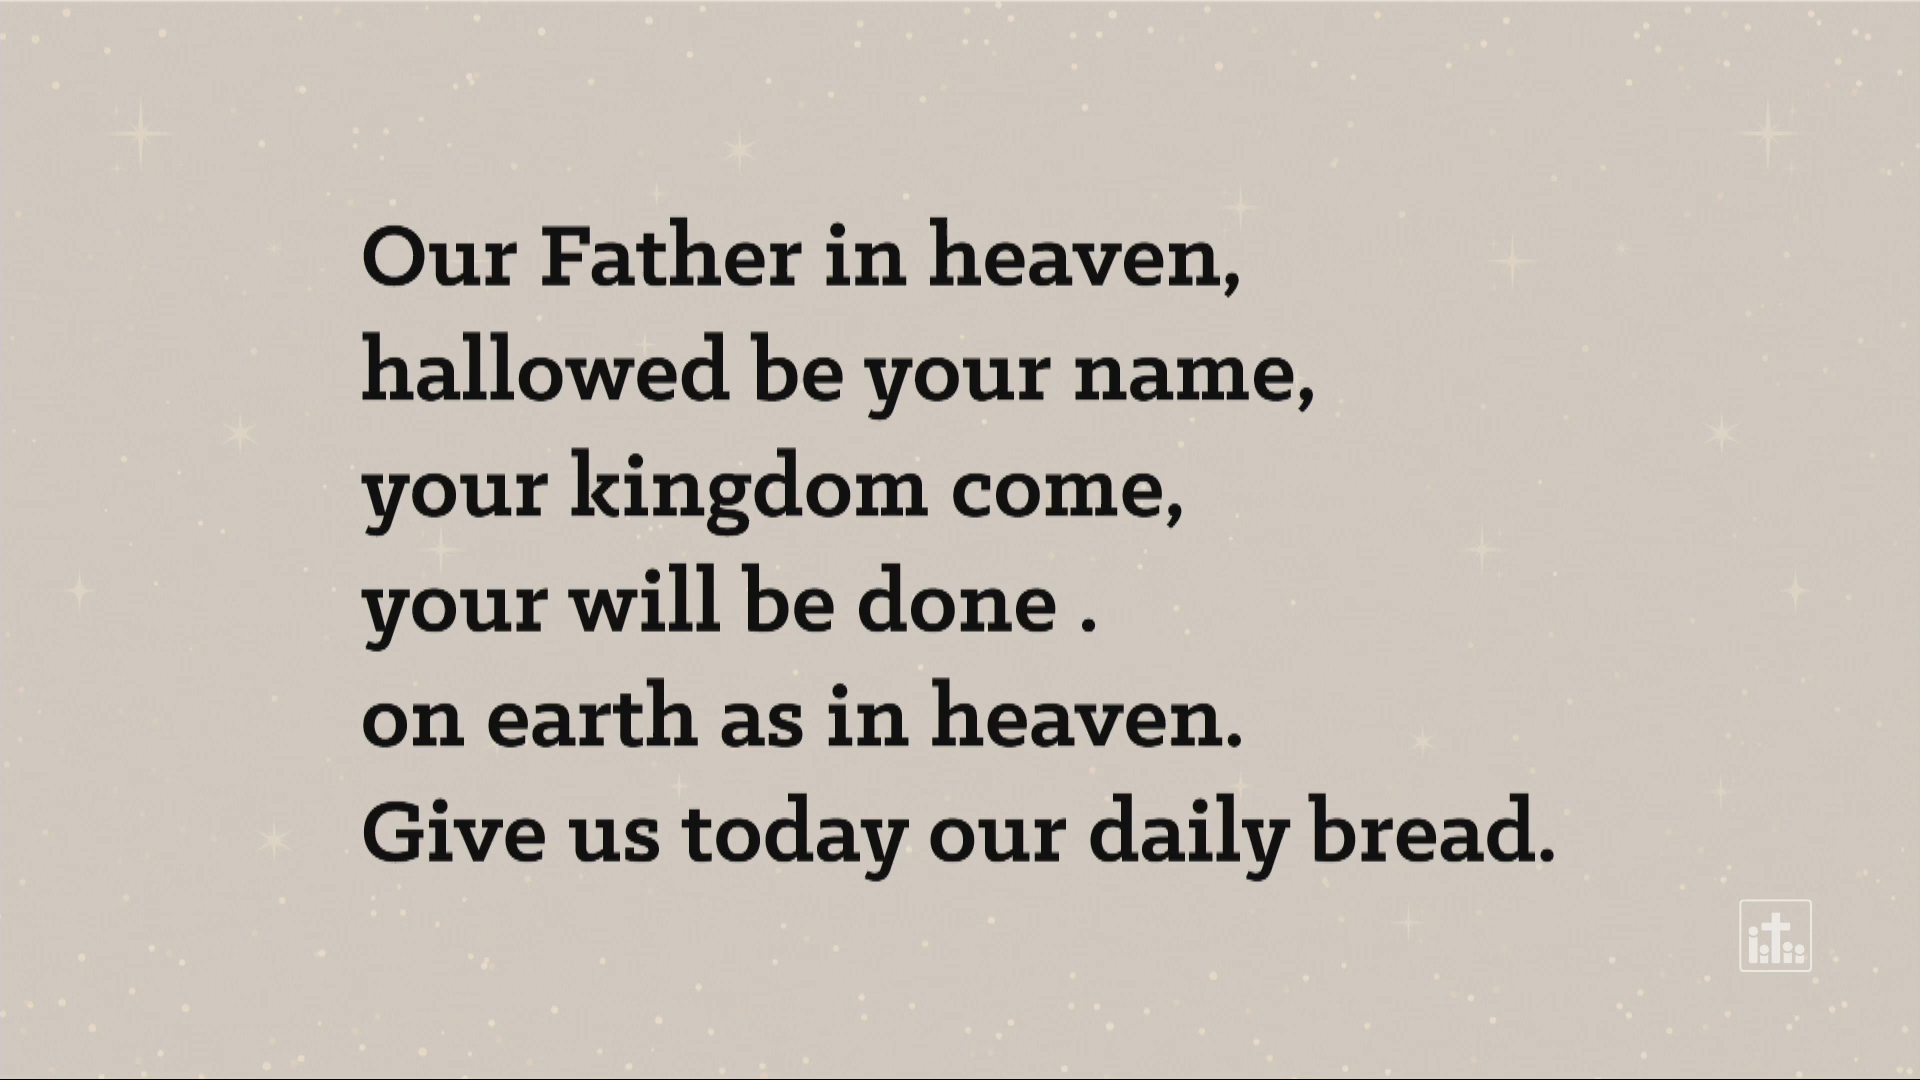 Our Father in heaven,
hallowed be your name,
your kingdom come,
your will be done .
on earth as in heaven.
Give us today our daily bread.